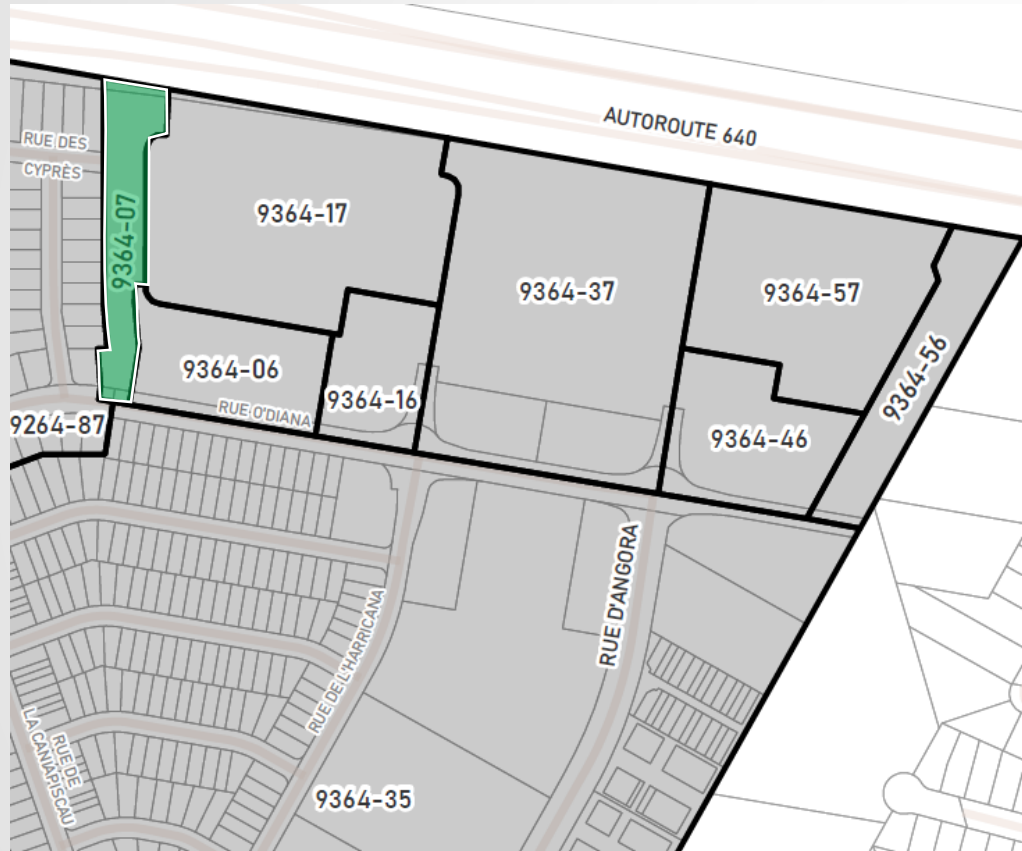 AUTOROUTE 640
RUE DES
CYPRÈS
9364-07
9364-17
9364-37
9364-57
9364-56
9364-06
9364-16
9364-46
RUE O'DIANA
9264-87
RUE D'ANGORA
RUE DE L'HARRICANA
RUE DE
LA CANIAPISCAU
9364-35